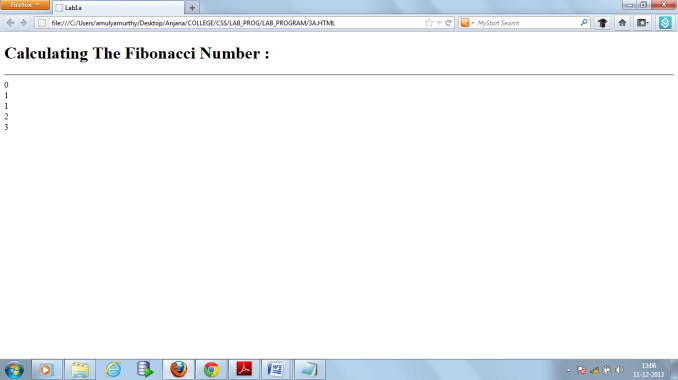 Firefox
Lab1a
file:///C:/Users/amulyamurthy/Desktop/Anjana/COLLEGE/CSS/LAB_PROG/LAB_PROGRAM/3A.HTML
MyStart Search
Calculating The Fibonacci Number :
0
1
1
2
3
13:06
11-12-2013